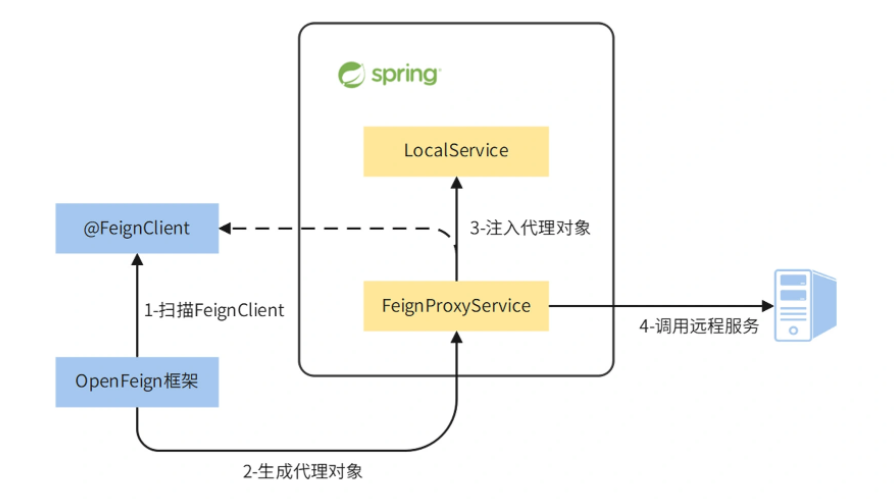 spring
LocalService
@FeignClient
3-注入代理对象
1-扫描FeignClient
FeignProxyService
4-调用远程服务
OpenFeign框架
2-生成代理对象